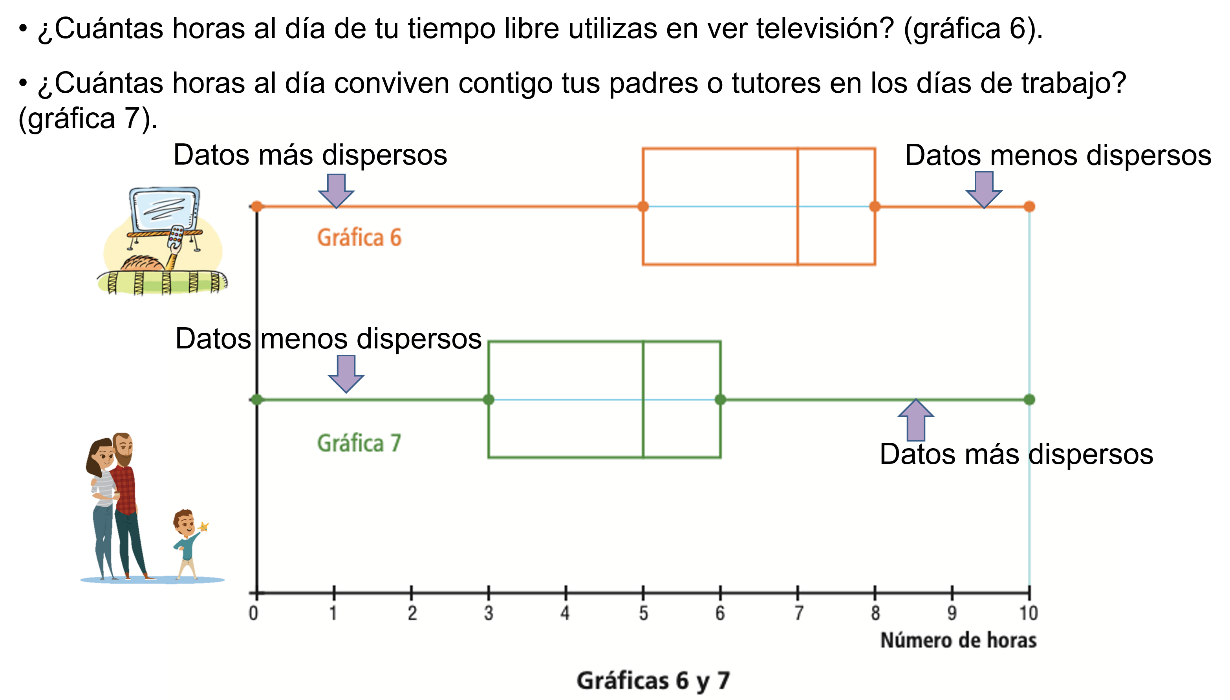 • ¿Cuántas horas al día de tu tiempo libre utilizas en ver televisión? (gráfica 6).
• ¿Cuántas horas al día conviven contigo tus padres o tutores en los días de trabajo?
(gráfica 7).
Datos más dispersos
Datos menos dispersos
Gráfica 6
Datos menos dispersos
Gráfica 7
Datos más dispersos
0 1 2 3 4 5 6 7 8 9 10
Número de horas
Gráficas 6 y 7